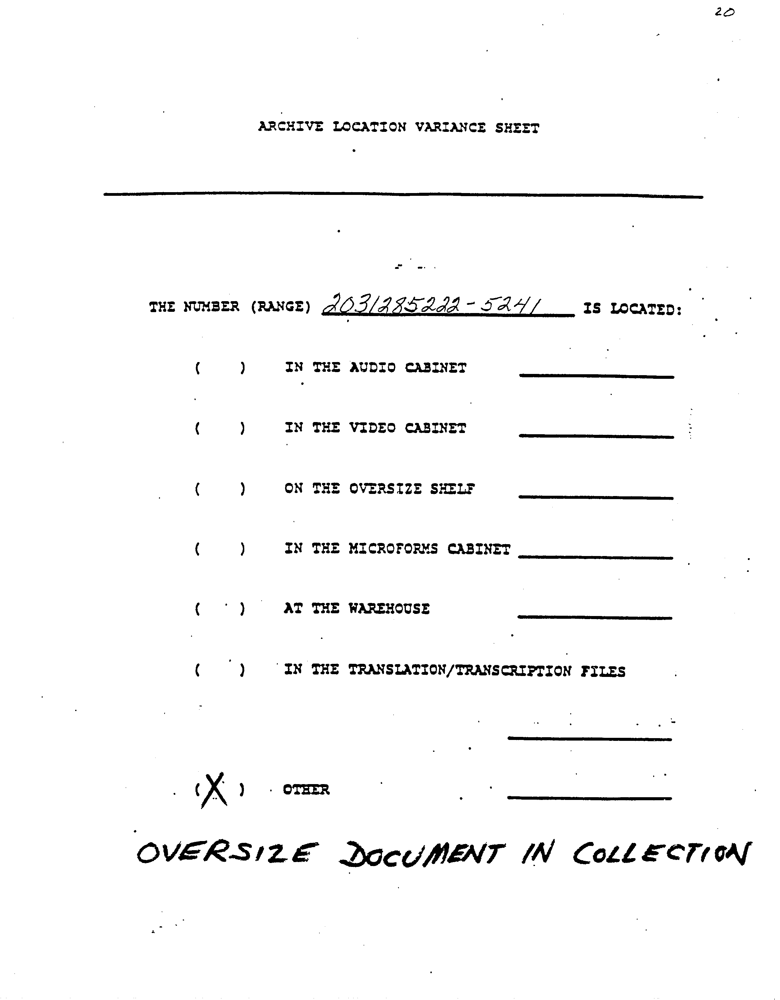 20
ARCHIVE LOCATION VARIANCE SHEET
THE NUMBER (RANGE) 2031285222-5241 IS LOCATED:
( ) IN THE AUDIO CABINET
( ) IN THE VIDEO CABINET
( ) ON THE OVERSIZE SHELF
( ) IN THE MICROFORMS CABINET
( ) AT THE WAREHOUSE
( ) IN THE TRANSLATION/TRANSCRIPTION FILES
(X) OTHER
OVERSIZE DOCUMENT IN COLLECTION